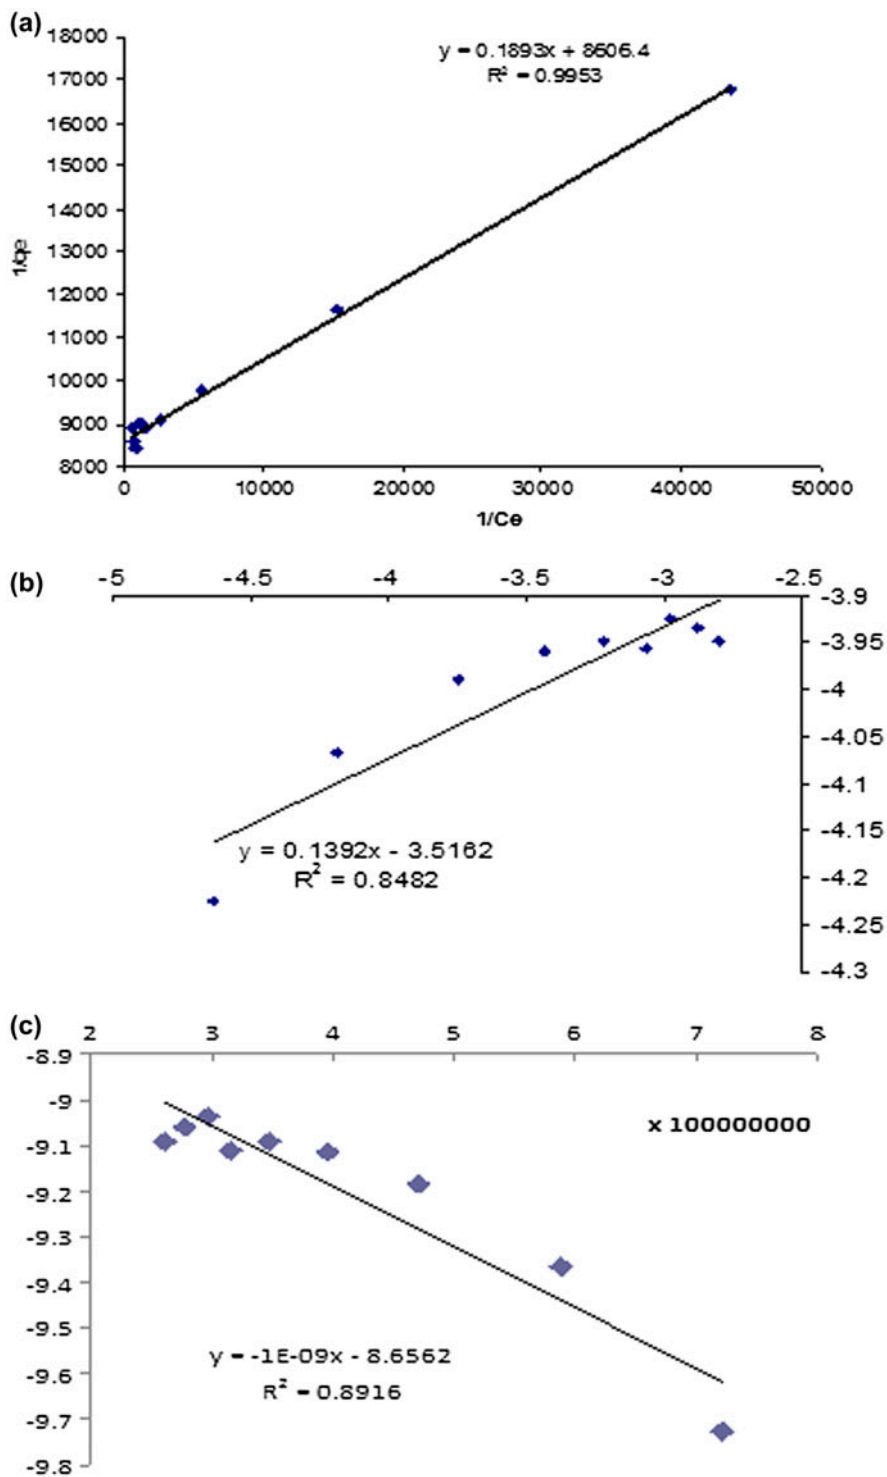 (a)
18000
17000
16000
15000
14000
13000
12000
11000
10000
9000
8000
1/qe
y = 0.1893x + 8606.4
R² = 0.9953
0 10000 20000 30000 40000 50000
1/Ce
(b)
-5 -4.5 -4 -3.5 -3 -2.5
-3.9
-3.95
-4
-4.05
-4.1
-4.15
-4.2
-4.25
-4.3
y = 0.1392x - 3.5162
R² = 0.8482
(c)
2 3 4 5 6 7 8
-8.9
-9
-9.1
-9.2
-9.3
-9.4
-9.5
-9.6
-9.7
-9.8
x 100000000
y = -1E-09x - 8.6562
R² = 0.8916